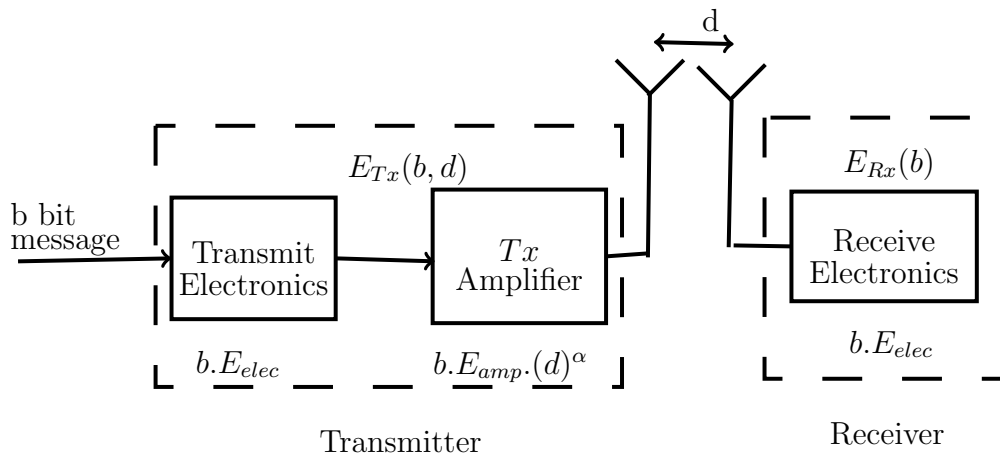 d
E_{Tx}(b, d)
E_{Rx}(b)
b bit
message
Transmit
Electronics
Tx
Amplifier
Receive
Electronics
b.E_{elec}
b.E_{amp}.(d)^α
b.E_{elec}
Transmitter
Receiver